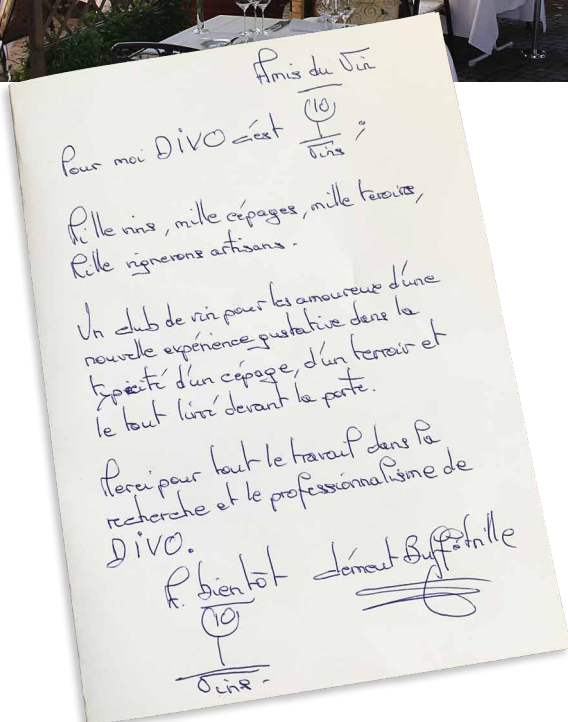 Amis du Vin
Pour moi DIVO c'est 10 Vins ;
Mille vins, mille cépages, mille terroirs,
Mille vignerons artisans.
Un club de vin pour les amoureux d'une
nouvelle expérience gustative dans la
typicité d'un cépage, d'un terroir et
le tout livré devant la porte.
Merci pour tout le travail dans la
recherche et le professionnalisme de
DIVO.
A bientôt Clément
10
Vins.